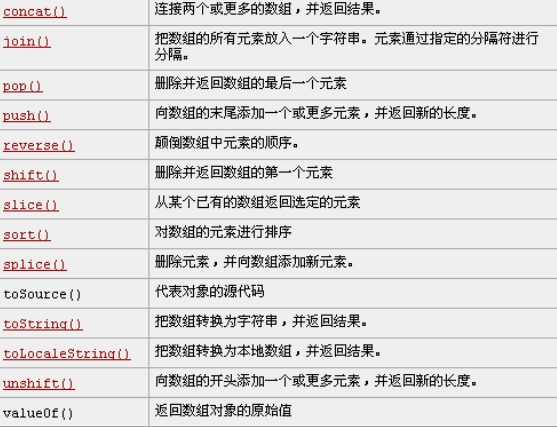 concat() 连接两个或更多的数组，并返回结果。
join() 把数组的所有元素放入一个字符串。元素通过指定的分隔符进行
分隔。
pop() 删除并返回数组的最后一个元素
push() 向数组的末尾添加一个或更多元素，并返回新的长度。
reverse() 颠倒数组中元素的顺序。
shift() 删除并返回数组的第一个元素
slice() 从某个已有的数组返回选定的元素
sort() 对数组的元素进行排序
splice() 删除元素，并向数组添加新元素。
toSource() 代表对象的源代码
toString() 把数组转换为字符串，并返回结果。
toLocaleString() 把数组转换为本地数组，并返回结果。
unshift() 向数组的开头添加一个或更多元素，并返回新的长度。
valueOf() 返回数组对象的原始值